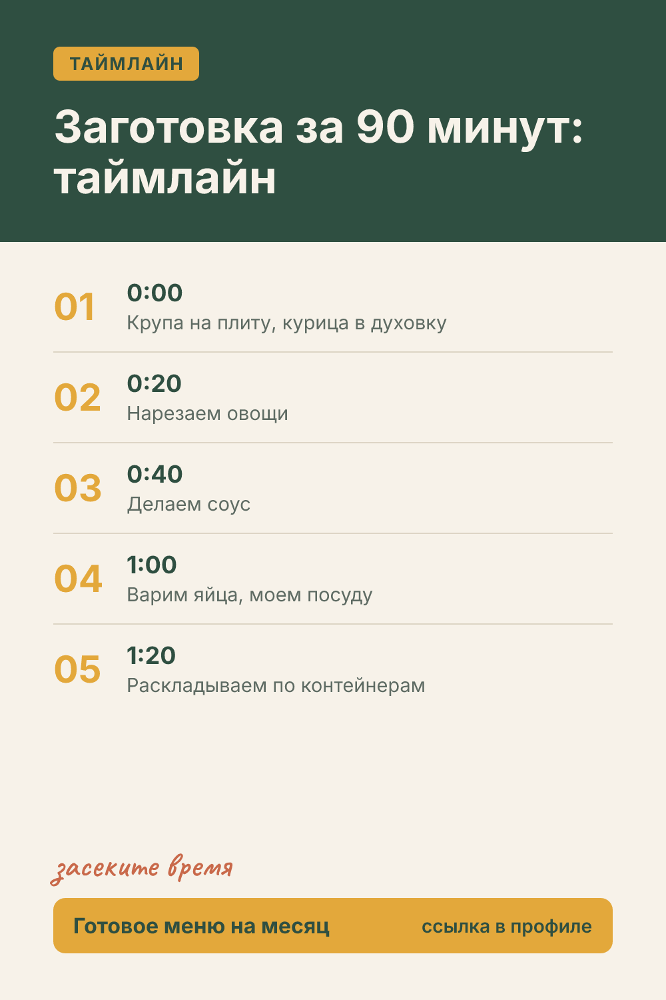 ТАЙМЛАЙН
Заготовка за 90 минут:
таймлайн
01
0:00
Крупа на плиту, курица в духовку
02
0:20
Нарезаем овощи
03
0:40
Делаем соус
04
1:00
Варим яйца, моем посуду
05
1:20
Раскладываем по контейнерам
засеките время
Готовое меню на месяц
ссылка в профиле